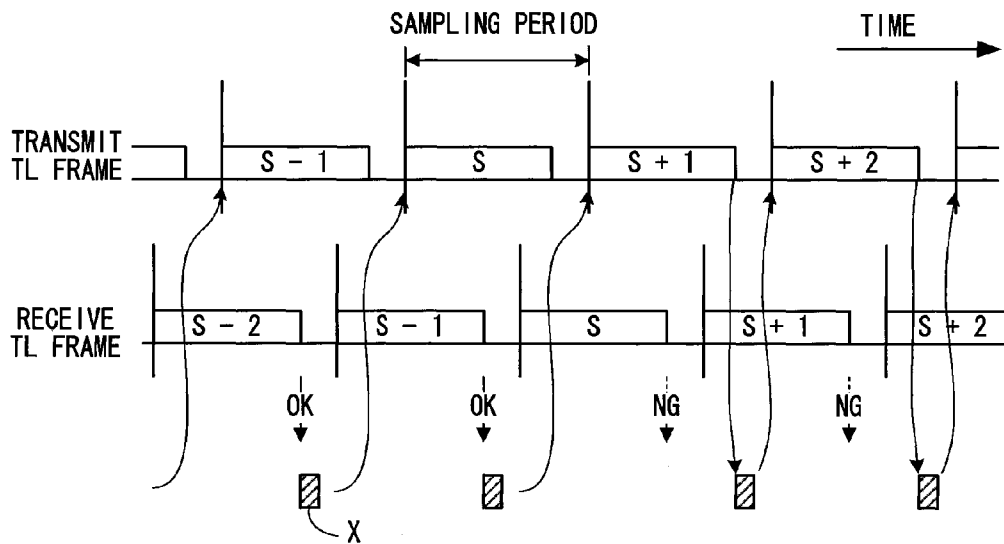 SAMPLING PERIOD
TIME
TRANSMIT
TL FRAME
S - 1
S
S + 1
S + 2
RECEIVE
TL FRAME
S - 2
S - 1
S
S + 1
S + 2
OK
OK
NG
NG
X